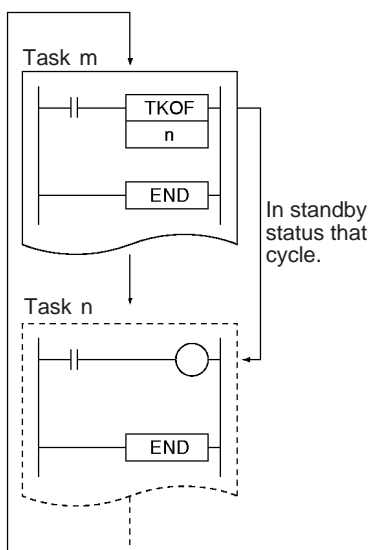 Task m
TKOF
n
END
In standby
status that
cycle.
Task n
END